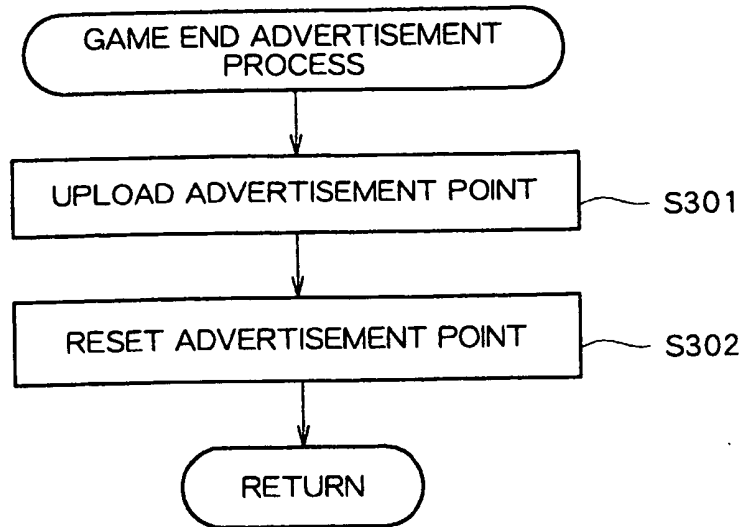 GAME END ADVERTISEMENT
PROCESS
UPLOAD ADVERTISEMENT POINT
S301
RESET ADVERTISEMENT POINT
S302
RETURN